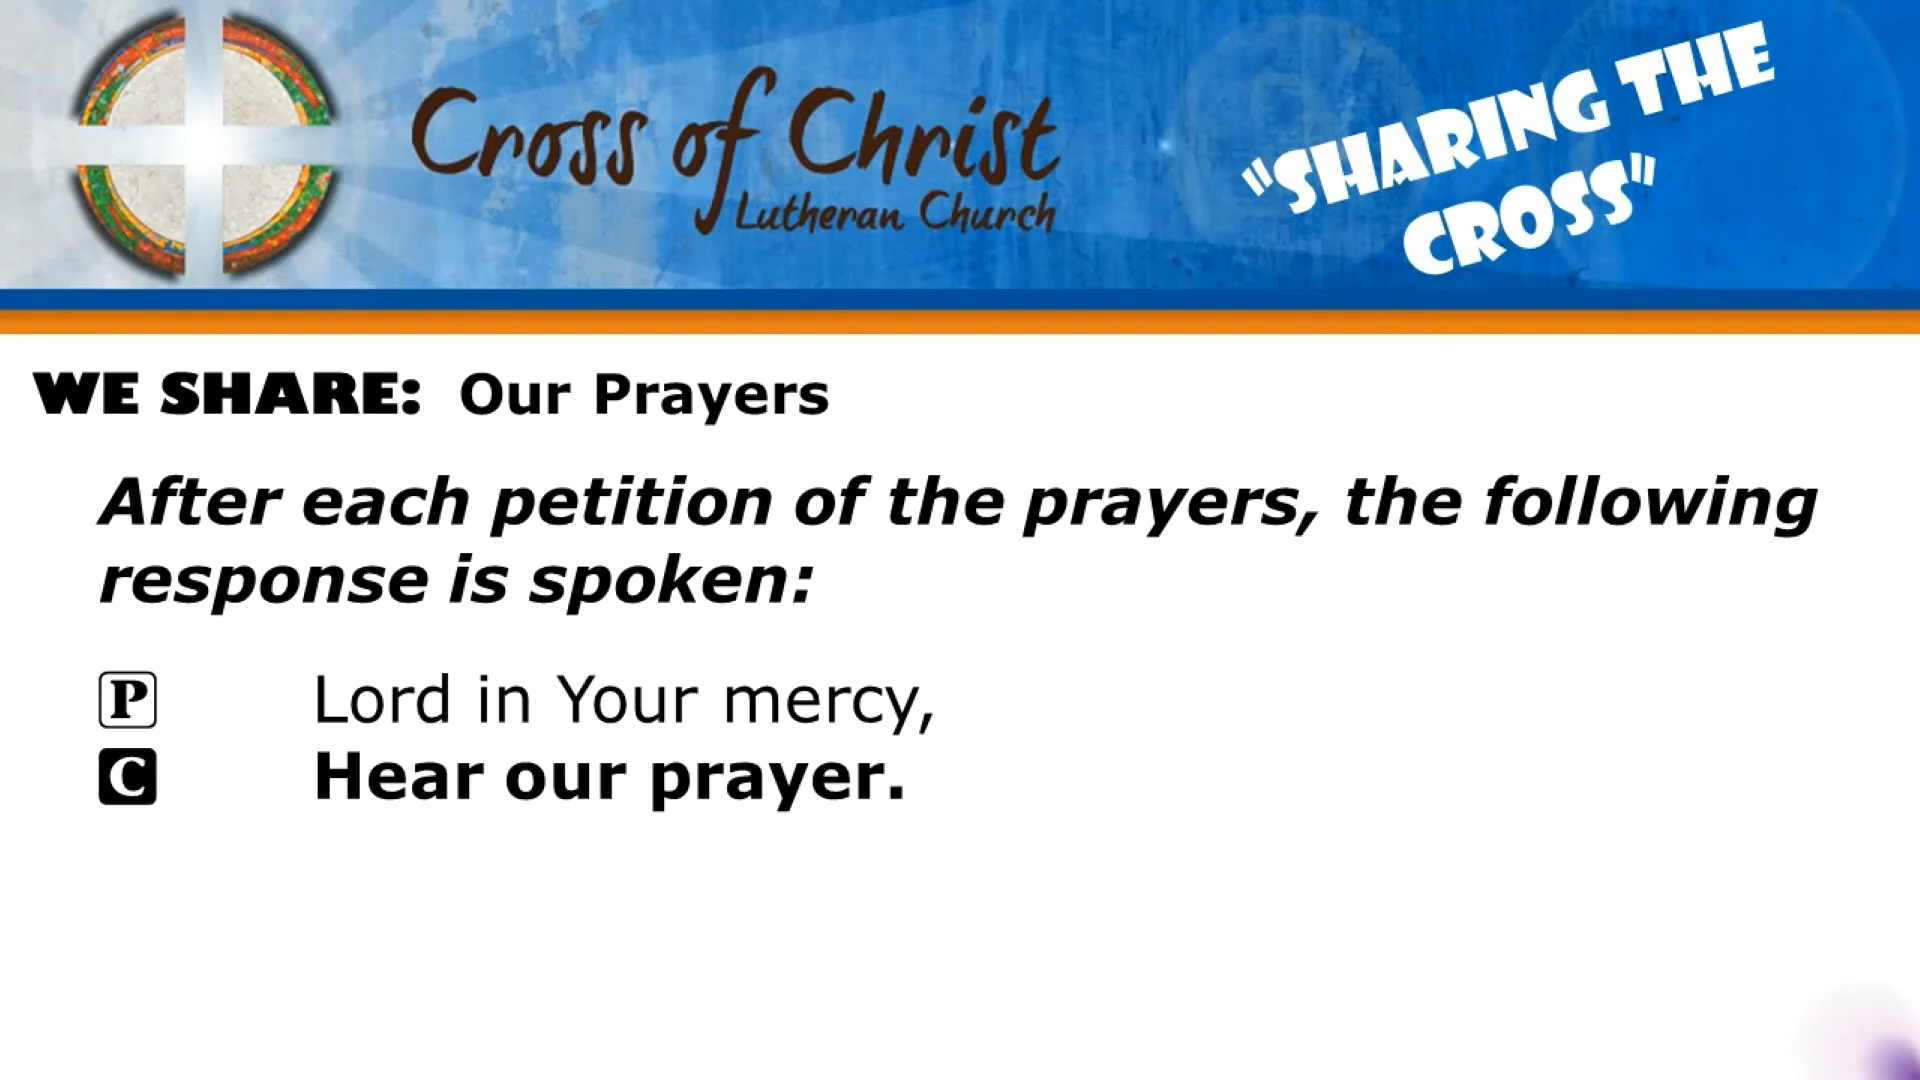 Cross of Christ
Lutheran Church
"SHARING THE
CROSS"
WE SHARE: Our Prayers
After each petition of the prayers, the following
response is spoken:
P Lord in Your mercy,
C Hear our prayer.